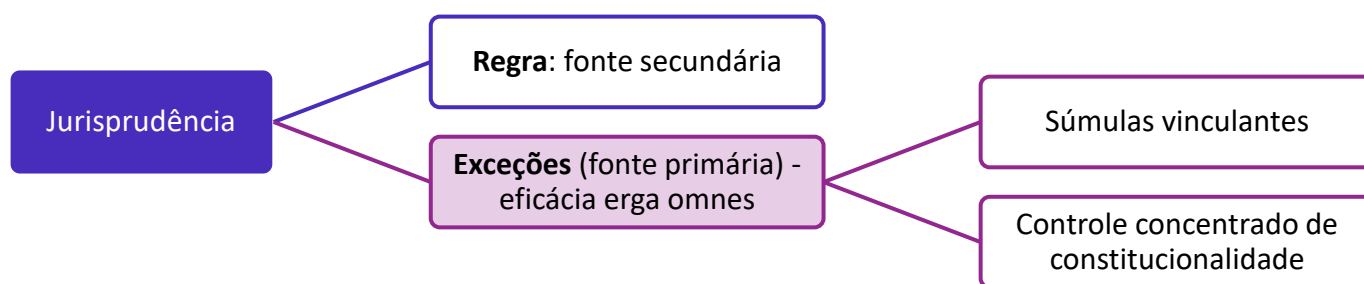 Jurisprudência
Regra: fonte secundária
Exceções (fonte primária) -
eficácia erga omnes
Súmulas vinculantes
Controle concentrado de
constitucionalidade